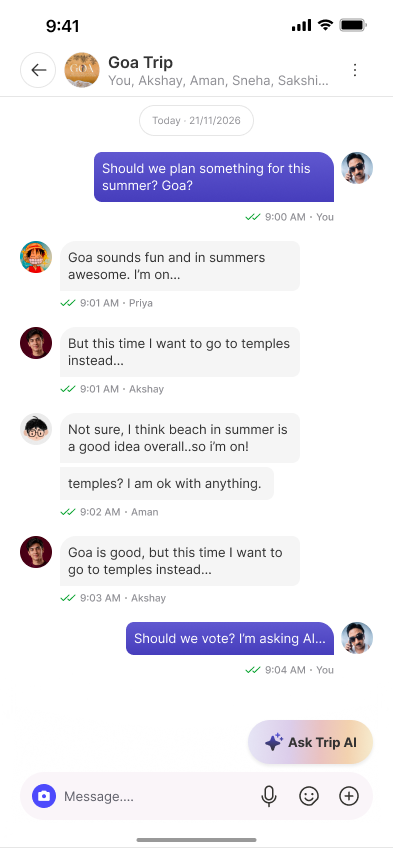 9:41
GOA
Goa Trip
You, Akshay, Aman, Sneha, Sakshi...
Today · 21/11/2026
Should we plan something for this
summer? Goa?
9:00 AM · You
Goa sounds fun and in summers
awesome. I'm on...
9:01 AM · Priya
But this time I want to go to temples
instead...
9:01 AM · Akshay
Not sure, I think beach in summer is
a good idea overall..so i'm on!
temples? I am ok with anything.
9:02 AM · Aman
Goa is good, but this time I want to
go to temples instead...
9:03 AM · Akshay
Should we vote? I'm asking AI...
9:04 AM · You
Ask Trip AI
Message....